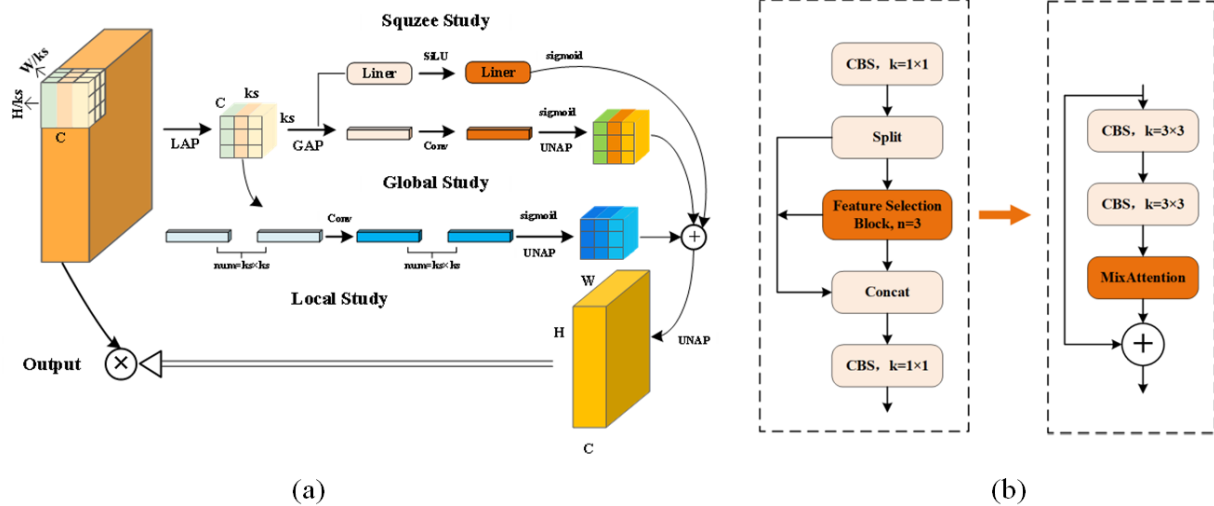 Squzee Study
W/ks
H/ks
C
LAP
C
ks
ks
GAP
Liner
SiLU
Liner
sigmoid
Conv
sigmoid
UNAP
Global Study
Conv
sigmoid
UNAP
num=ks×ks
num=ks×ks
Local Study
+
W
H
C
UNAP
Output
×
(a)
CBS, k=1×1
Split
Feature Selection
Block, n=3
Concat
CBS, k=1×1
CBS, k=3×3
CBS, k=3×3
MixAttention
+
(b)